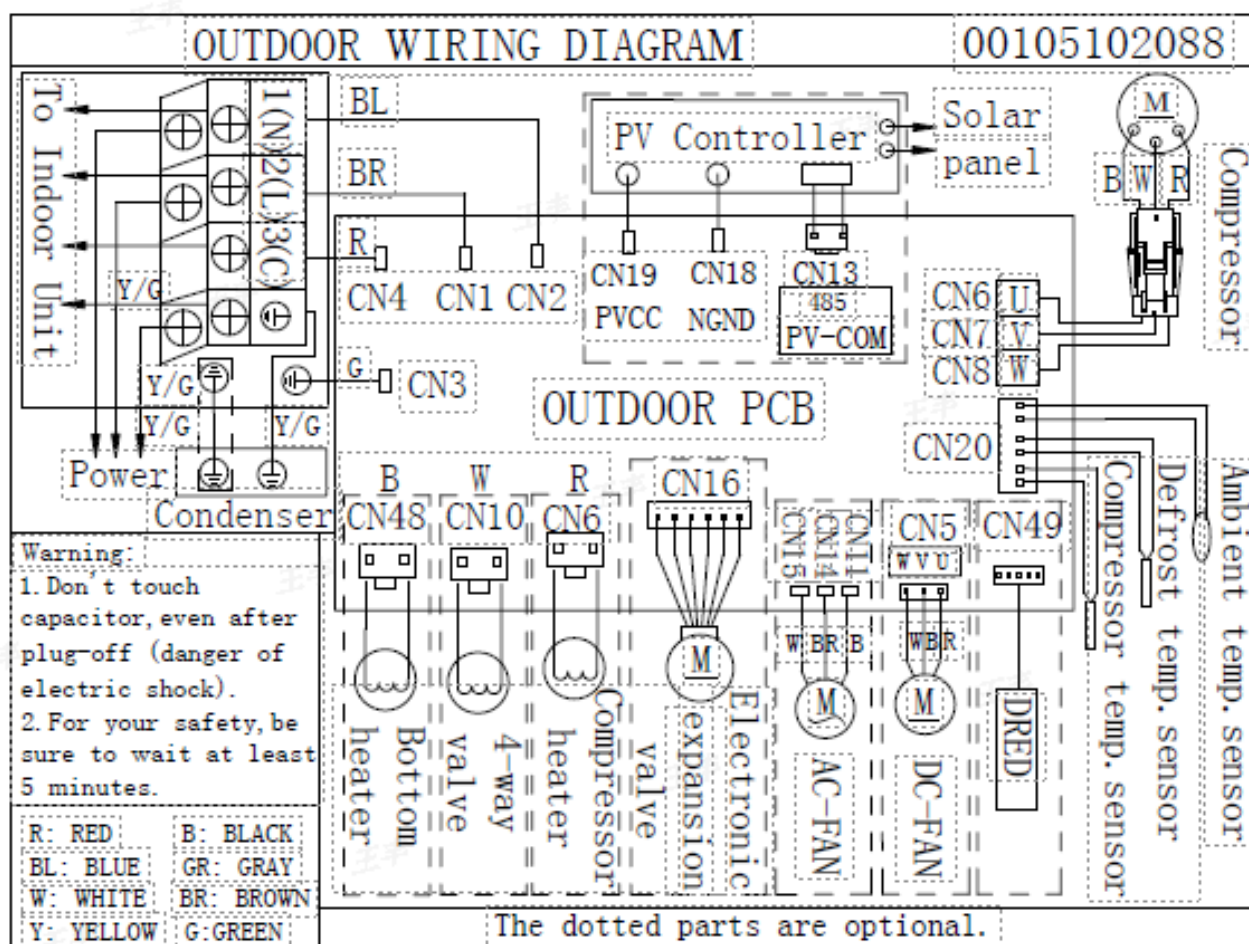 OUTDOOR WIRING DIAGRAM
00105102088
To Indoor Unit
1(N)2(L)3(C)
BL
BR
R
Y/G
Y/G
Y/G
Y/G
G
Power
Condenser
CN4
CN1
CN2
CN3
PV Controller
Solar
panel
CN19
PVCC
CN18
NGND
CN13
485
PV-COM
M
B
W
R
Compressor
CN6
U
CN7
V
CN8
W
OUTDOOR PCB
CN20
Ambient temp.sensor
Defrost temp.sensor
Compressor temp.sensor
B
CN48
Bottom
heater
W
CN10
4-way
valve
R
CN6
Compressor
heater
CN16
M
Electronic
expansion
valve
CN15
CN14
CN11
W
BR
B
M
AC-FAN
CN5
W V U
W
B
R
M
DC-FAN
CN49
DRED
Warning:
1. Don't touch
capacitor, even after
plug-off (danger of
electric shock).
2. For your safety, be
sure to wait at least
5 minutes.
R: RED
B: BLACK
BL: BLUE
GR: GRAY
W: WHITE
BR: BROWN
Y: YELLOW
G:GREEN
The dotted parts are optional.